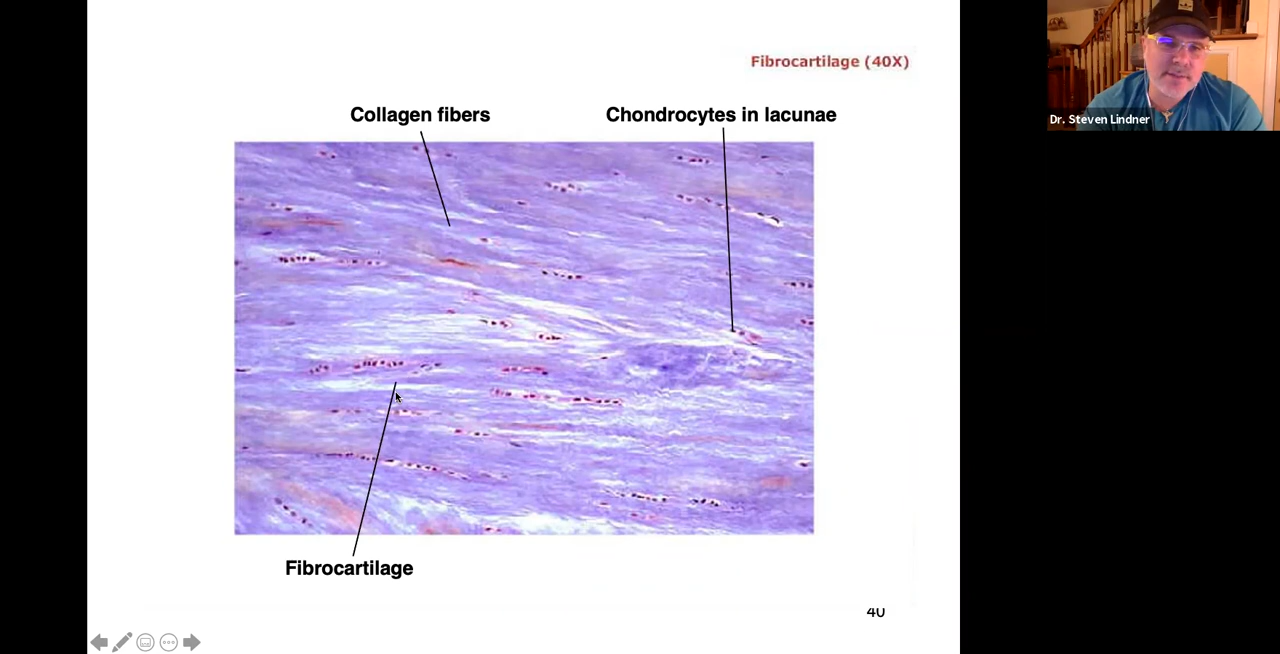 Fibrocartilage (40X)
Collagen fibers
Chondrocytes in lacunae
Dr. Steven Lindner
Fibrocartilage
40